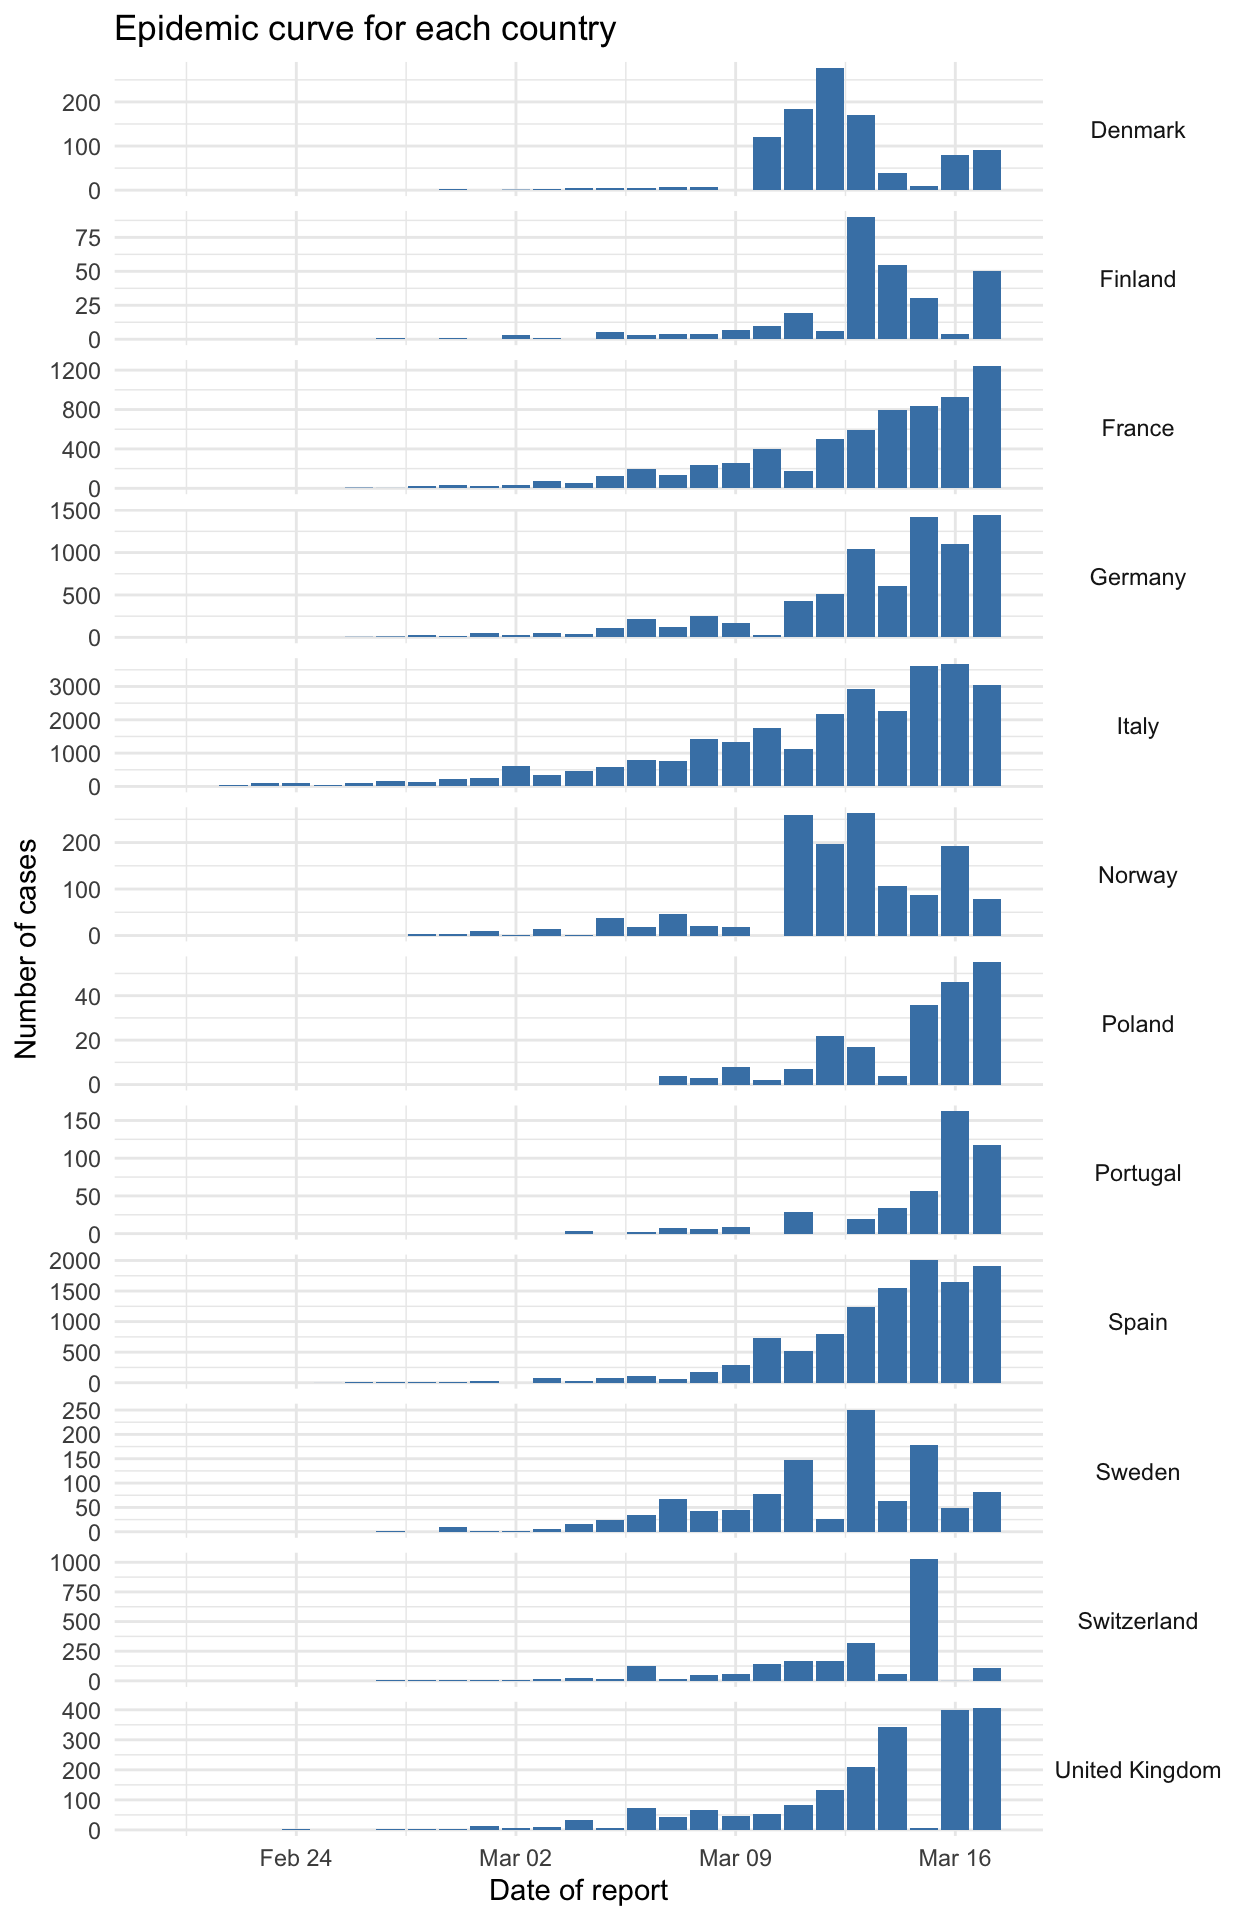 Epidemic curve for each country
200
100
0
Denmark
75
50
25
0
Finland
1200
800
400
0
France
1500
1000
500
0
Germany
3000
2000
1000
0
Italy
200
100
0
Norway
40
20
0
Poland
150
100
50
0
Portugal
2000
1500
1000
500
0
Spain
250
200
150
100
50
0
Sweden
1000
750
500
250
0
Switzerland
400
300
200
100
0
United Kingdom
Number of cases
Feb 24
Mar 02
Mar 09
Mar 16
Date of report